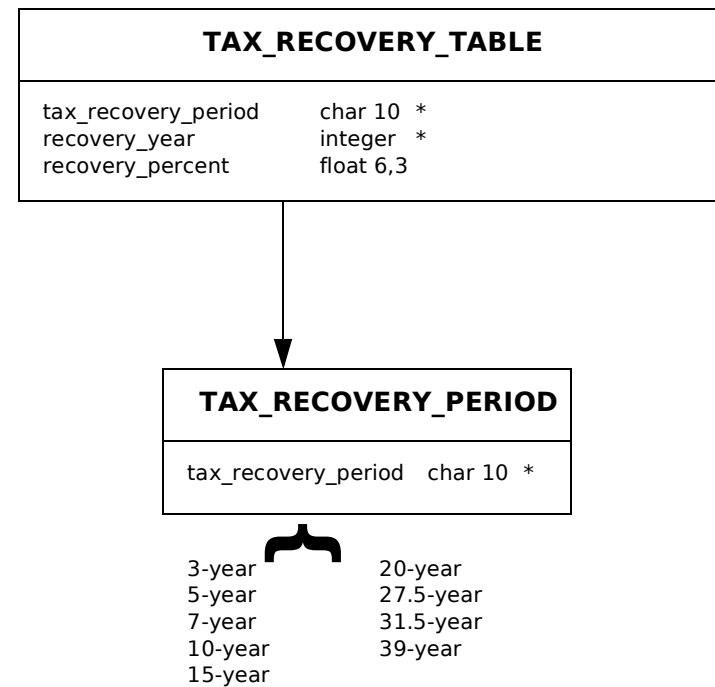 TAX_RECOVERY_TABLE
tax_recovery_period char 10 *
recovery_year integer *
recovery_percent float 6,3
TAX_RECOVERY_PERIOD
tax_recovery_period char 10 *
3-year 20-year
5-year 27.5-year
7-year 31.5-year
10-year 39-year
15-year